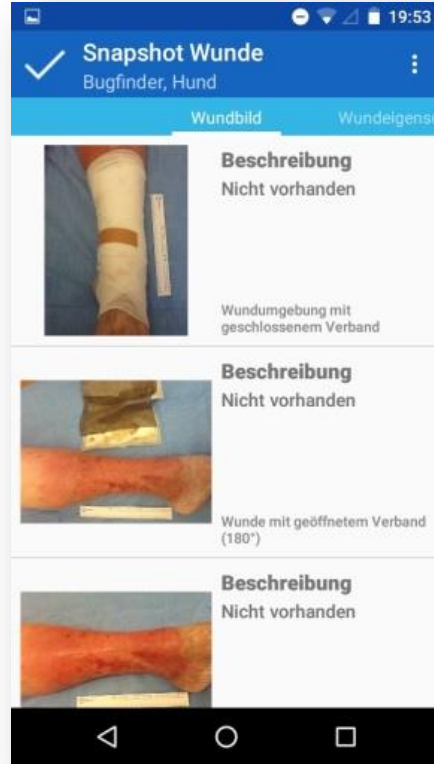 19:53
Snapshot Wunde
Bugfinder, Hund
Wundbild
Wundeigens
Beschreibung
Nicht vorhanden
Wundumgebung mit
geschlossenem Verband
Beschreibung
Nicht vorhanden
Wunde mit geöffnetem Verband
(180°)
Beschreibung
Nicht vorhanden